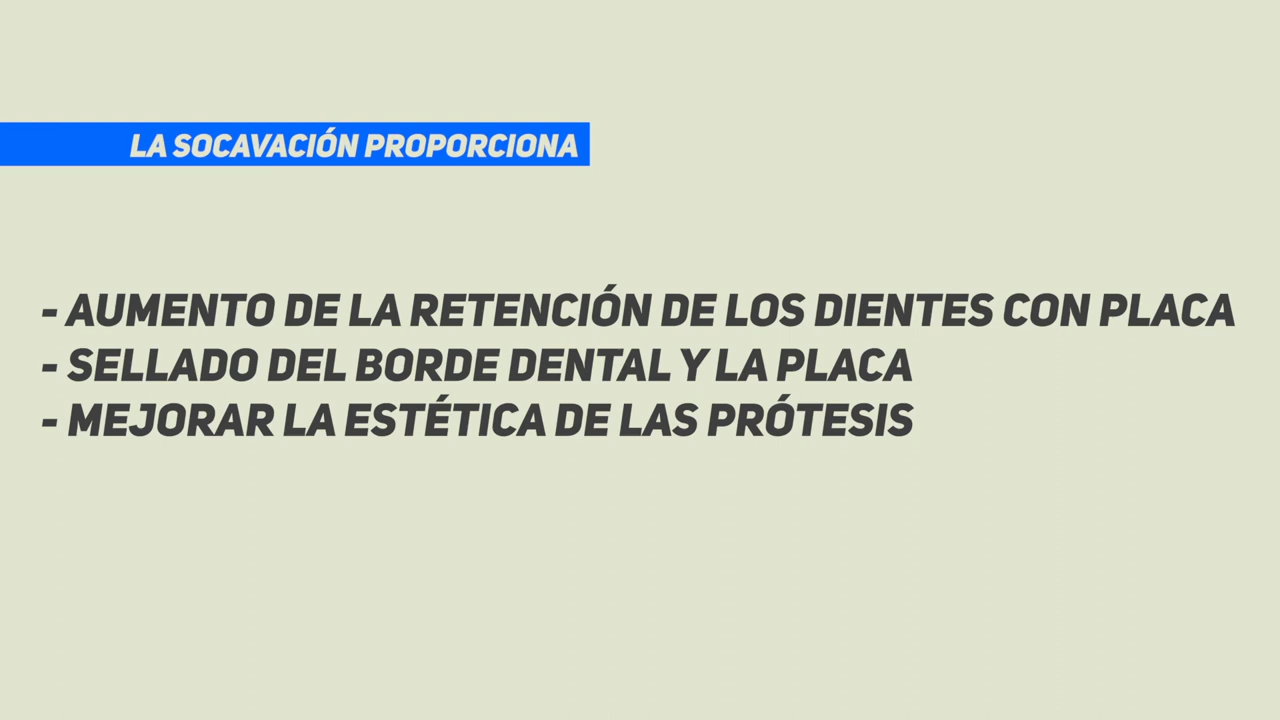 LA SOCAVACIÓN PROPORCIONA
- AUMENTO DE LA RETENCIÓN DE LOS DIENTES CON PLACA
- SELLADO DEL BORDE DENTAL Y LA PLACA
- MEJORAR LA ESTÉTICA DE LAS PRÓTESIS